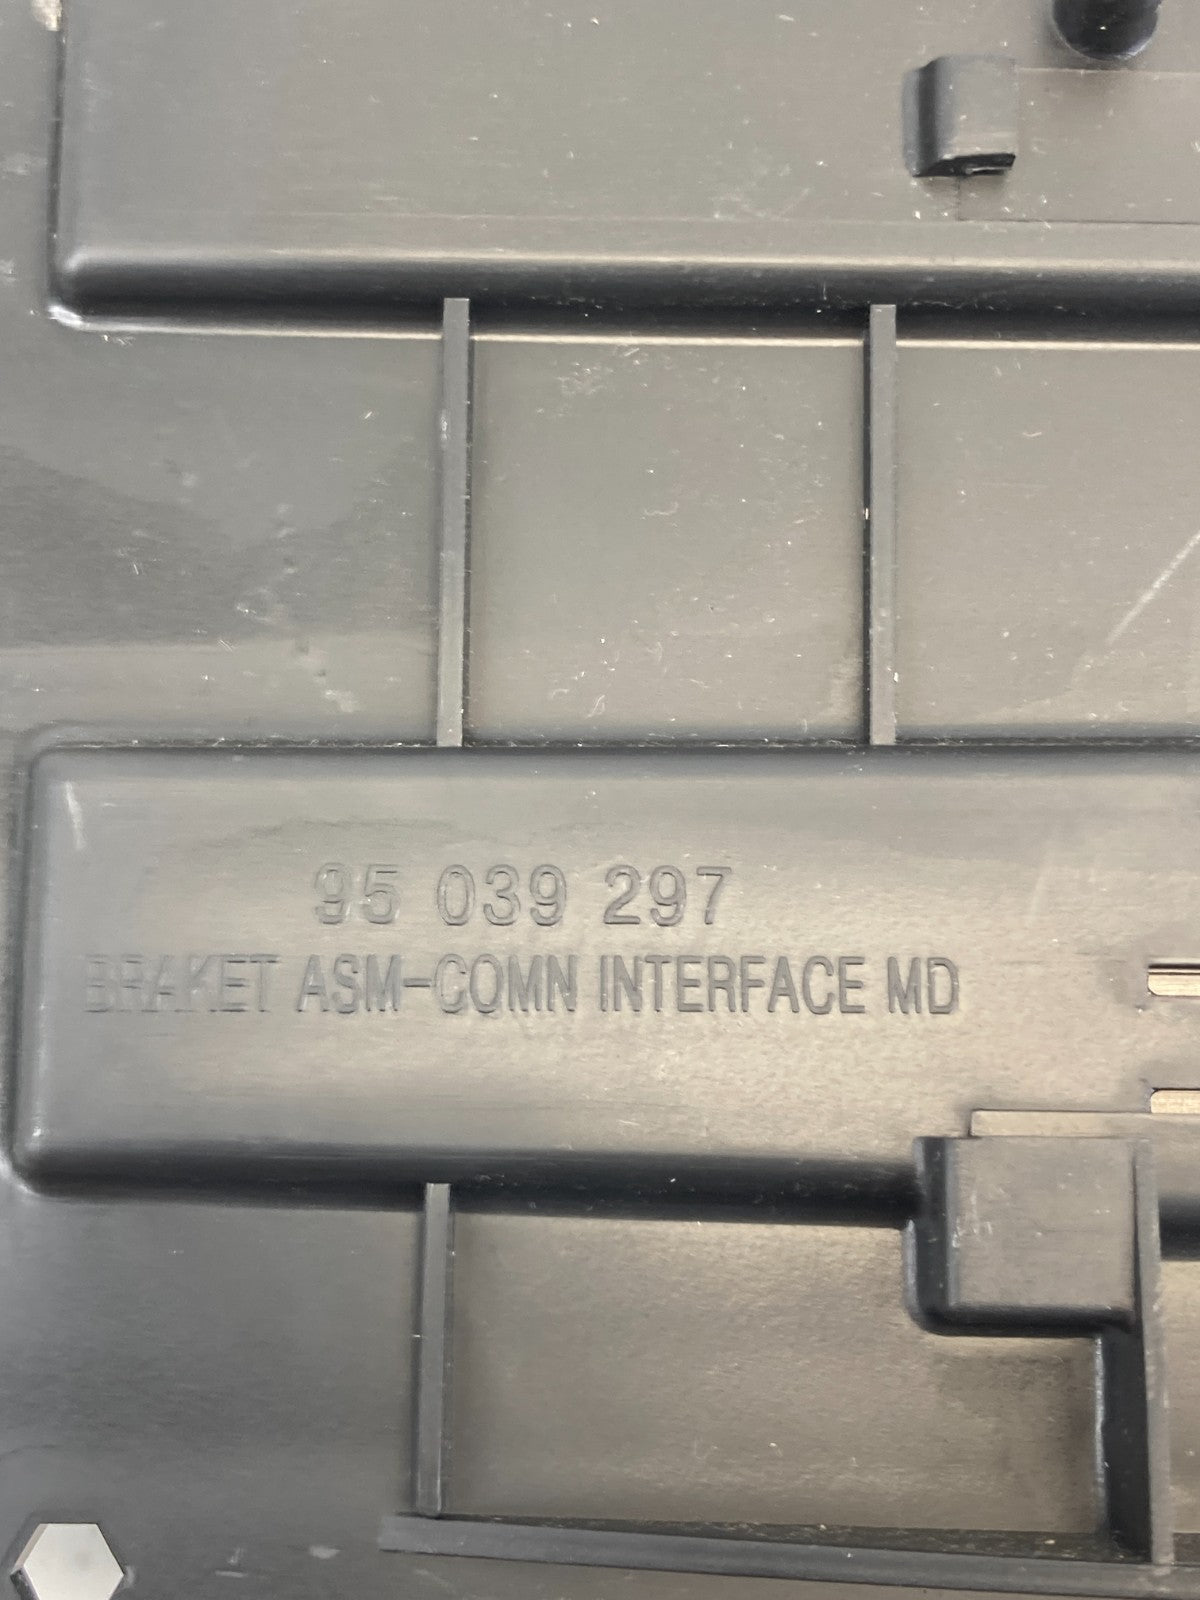 95 039 297
BRAKET ASM-COMN INTERFACE MD